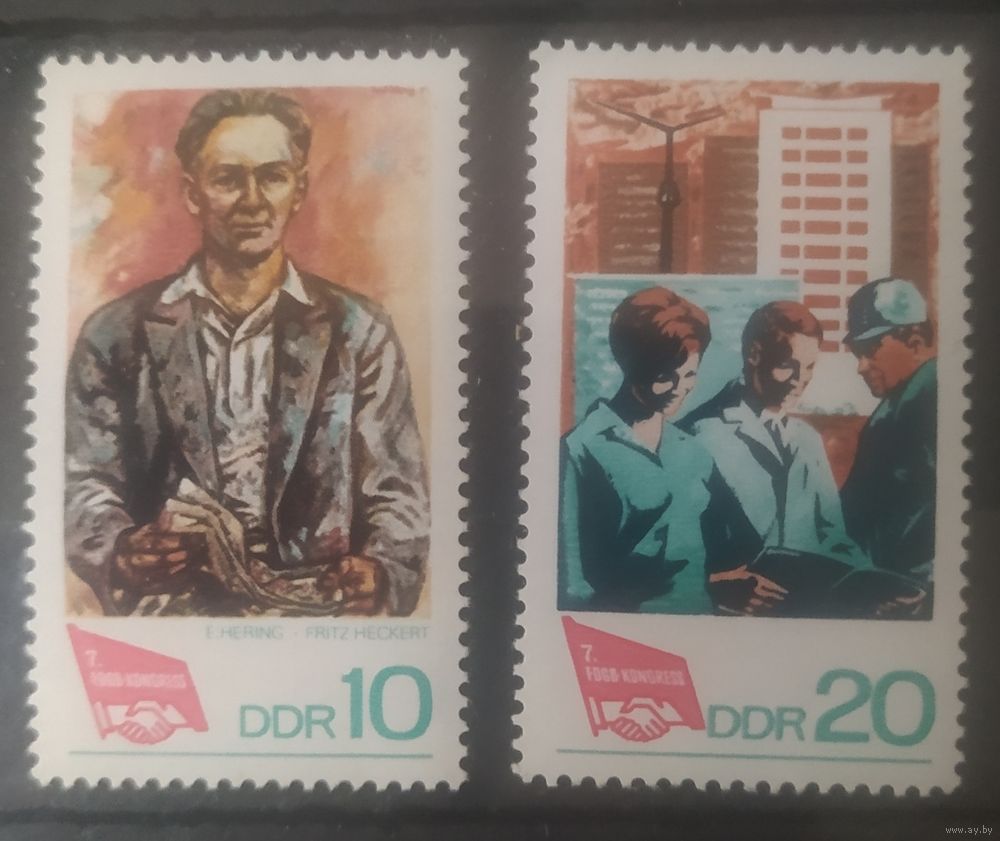 E.HERING · FRITZ HECKERT
7.
FDGB-KONGRESS
DDR 10
7.
FDGB-KONGRESS
DDR 20
www.ay.by